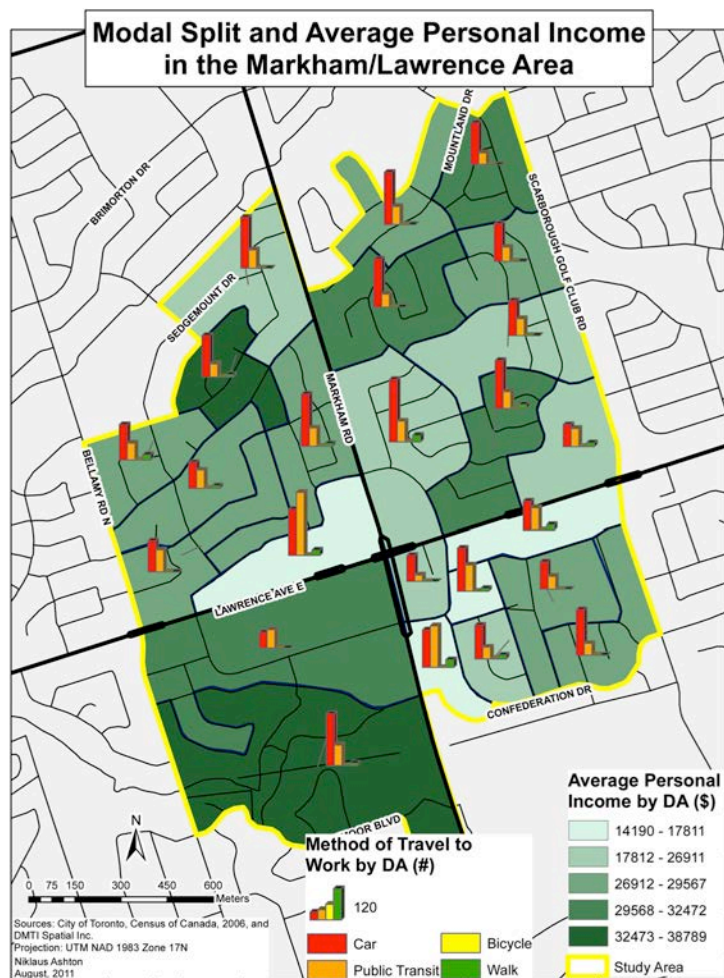 Modal Split and Average Personal Income
in the Markham/Lawrence Area
MOUNTLAND DR
BRIMORTON DR
SCARBOROUGH GOLF CLUB RD
SEDGEMOUNT DR
MARKHAM RD
BELLAMY RD N
LAWRENCE AVE E
CONFEDERATION DR
MOOR BLVD
N
0 75 150 300 450 600
Meters
Sources: City of Toronto, Census of Canada, 2006, and
DMTI Spatial Inc.
Projection: UTM NAD 1983 Zone 17N
Niklaus Ashton
August, 2011
Method of Travel to
Work by DA (#)
120
Car
Bicycle
Public Transit
Walk
Average Personal
Income by DA ($)
14190 - 17811
17812 - 26911
26912 - 29567
29568 - 32472
32473 - 38789
Study Area